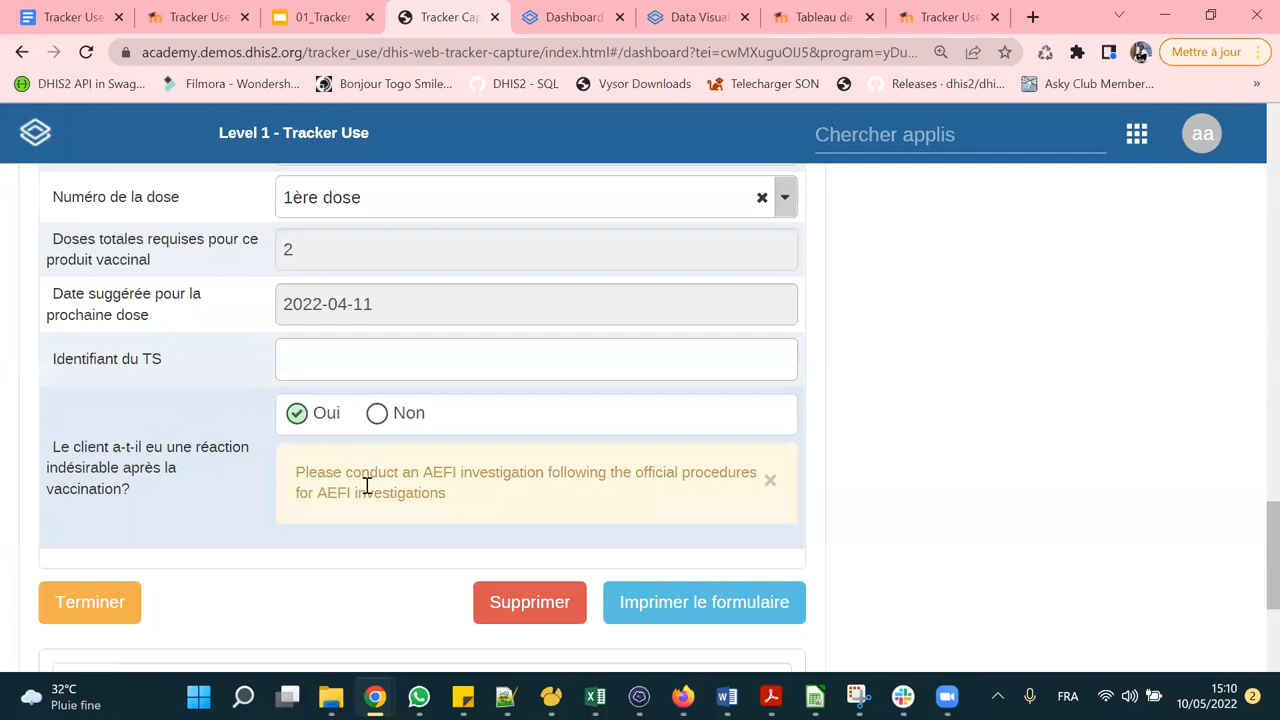 Tracker Use
Tracker Use
01_Tracker
Tracker Cap
Dashboard
Data Visual
Tableau de
Tracker Use
academy.demos.dhis2.org/tracker_use/dhis-web-tracker-capture/index.html#/dashboard?tei=cwMXuguOIJ5&program=yDu...
Mettre à jour
DHIS2 API in Swag...
Filmora - Wondersh...
Bonjour Togo Smile...
DHIS2 - SQL
Vysor Downloads
Telecharger SON
Releases · dhis2/dhi...
Asky Club Member...
»
Level 1 - Tracker Use
Chercher applis
aa
Numéro de la dose
1ère dose
Doses totales requises pour ce
produit vaccinal
2
Date suggérée pour la
prochaine dose
2022-04-11
Identifiant du TS
Oui
Non
Le client a-t-il eu une réaction
indésirable après la
vaccination?
Please conduct an AEFI investigation following the official procedures
for AEFI investigations
Terminer
Supprimer
Imprimer le formulaire
32°C
Pluie fine
FRA
15:10
10/05/2022
2